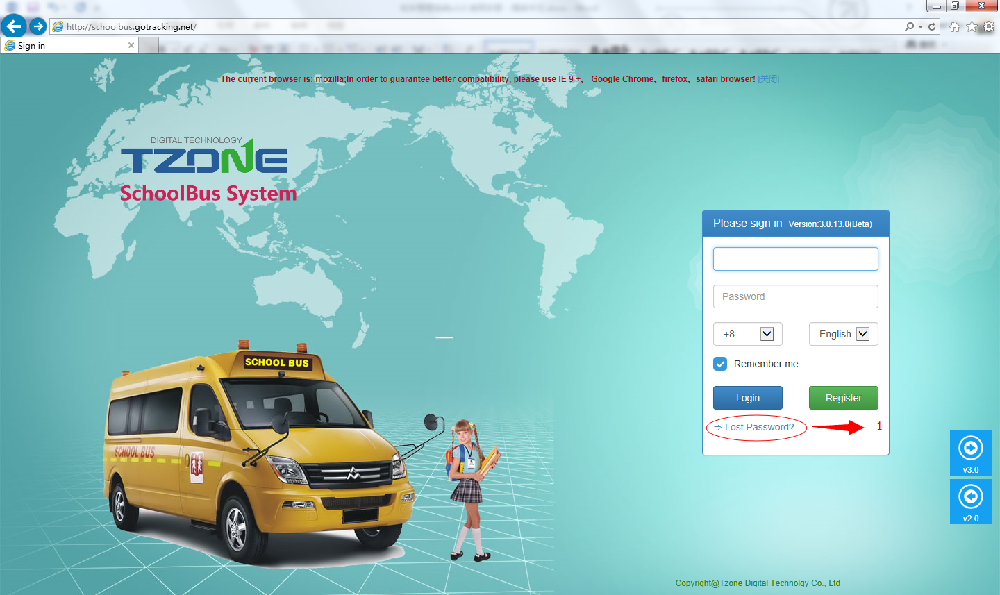 http://schoolbus.gotracking.net/
Sign in
The current browser is: mozilla;In order to guarantee better compatibility, please use IE 9 +、 Google Chrome、firefox、safari browser! [关闭]
DIGITAL TECHNOLOGY
TZONE
SchoolBus System
Please sign in Version:3.0.13.0(Beta)
Password
+8
English
Remember me
Login
Register
⇒ Lost Password?
1
SCHOOL BUS
SCHOOL BUS
v3.0
v2.0
Copyright@Tzone Digital Technolgy Co., Ltd